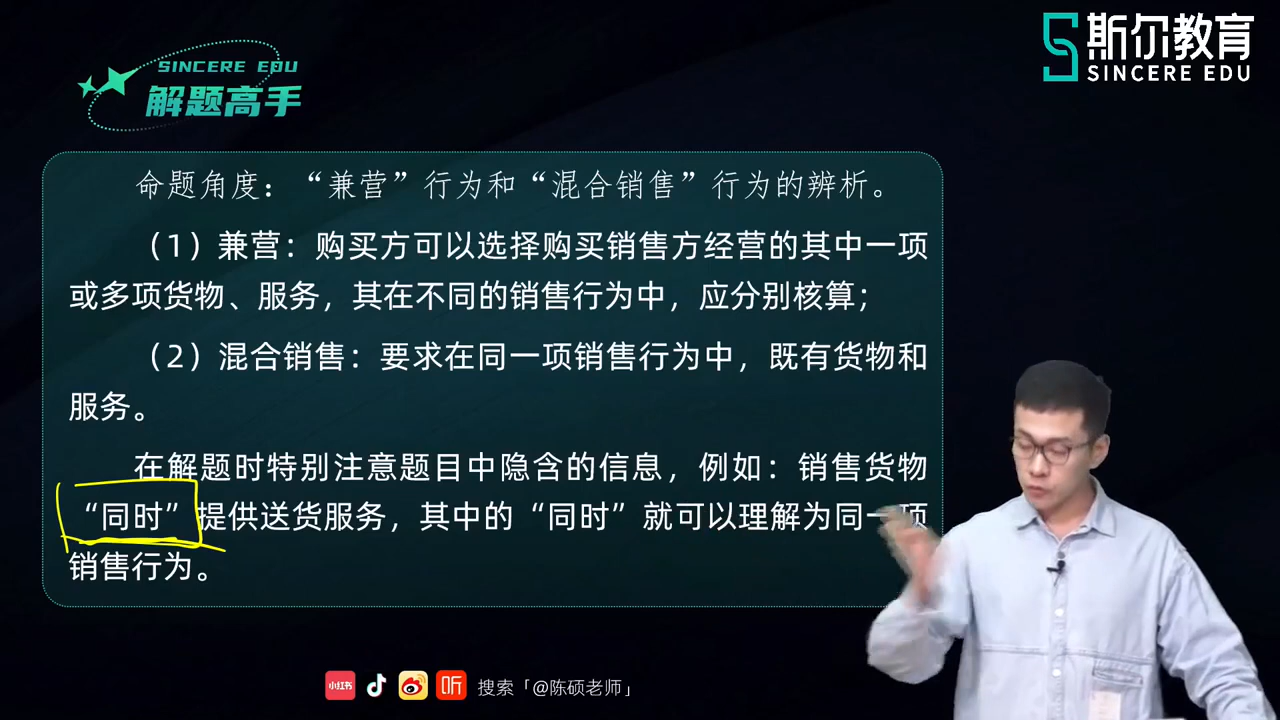 斯尔教育
SINCERE EDU
SINCERE EDU
解题高手
命题角度：“兼营”行为和“混合销售”行为的辨析。
（1）兼营：购买方可以选择购买销售方经营的其中一项
或多项货物、服务，其在不同的销售行为中，应分别核算；
（2）混合销售：要求在同一项销售行为中，既有货物和
服务。
在解题时特别注意题目中隐含的信息，例如：销售货物
“同时”提供送货服务，其中的“同时”就可以理解为同一项
销售行为。
小红书
听
搜索「@陈硕老师」